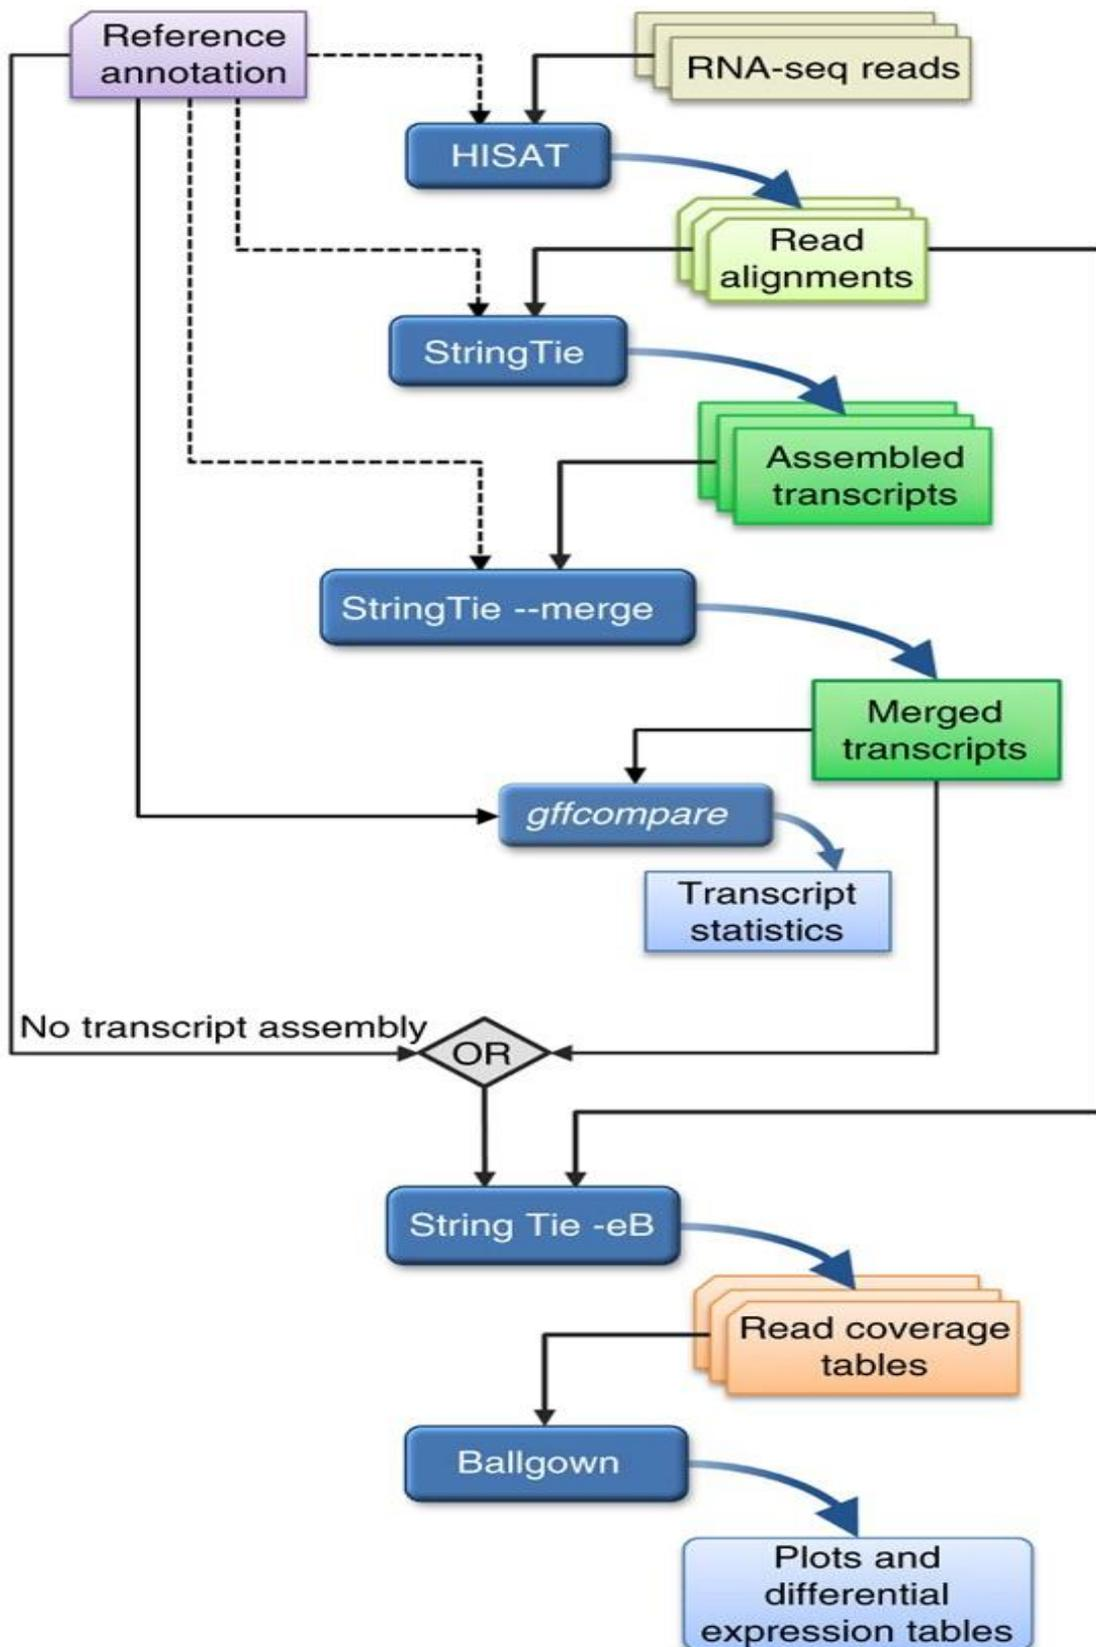 Reference
annotation
RNA-seq reads
HISAT
Read
alignments
StringTie
Assembled
transcripts
StringTie --merge
Merged
transcripts
gffcompare
Transcript
statistics
No transcript assembly
OR
String Tie -eB
Read coverage
tables
Ballgown
Plots and
differential
expression tables